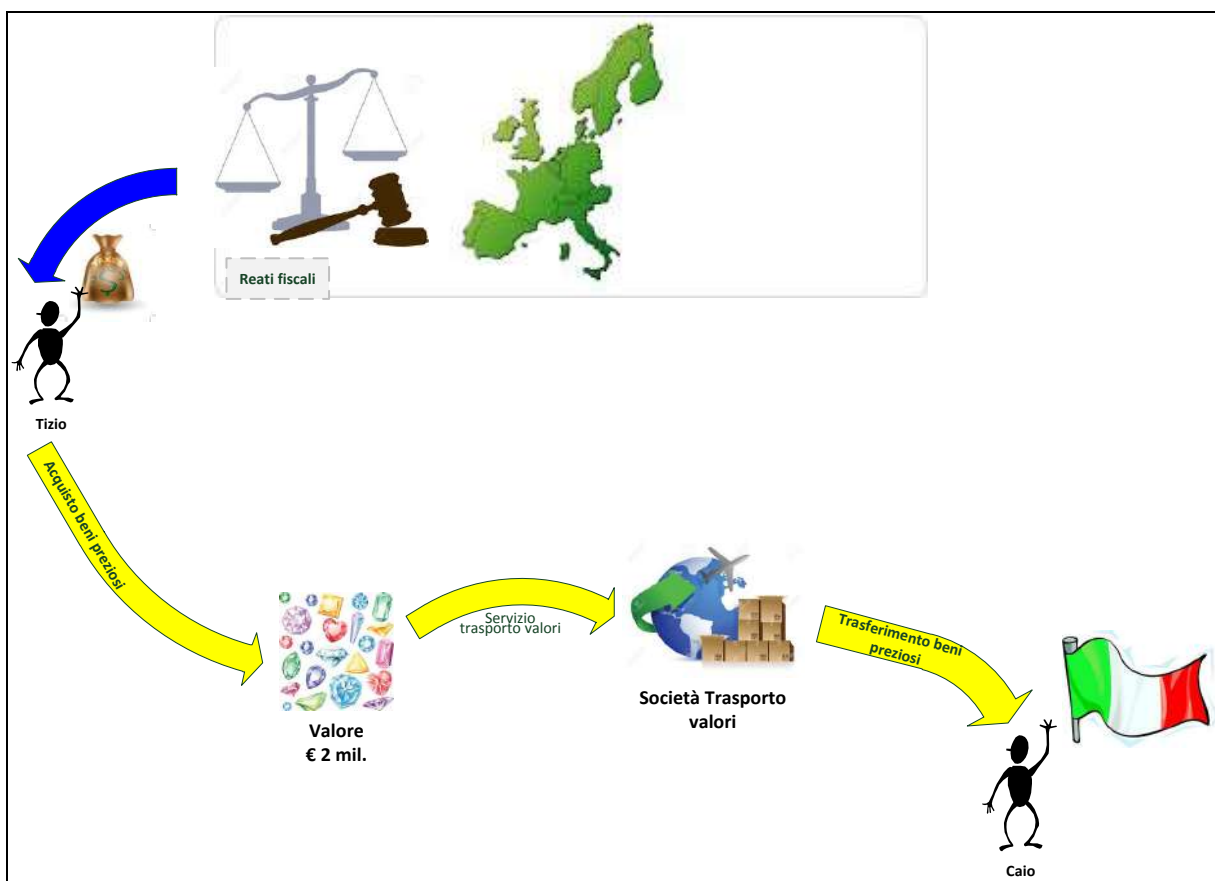 Reati fiscali
Tizio
Acquisto beni preziosi
Servizio
trasporto valori
Trasferimento beni
preziosi
Società Trasporto
valori
Valore
€ 2 mil.
Caio